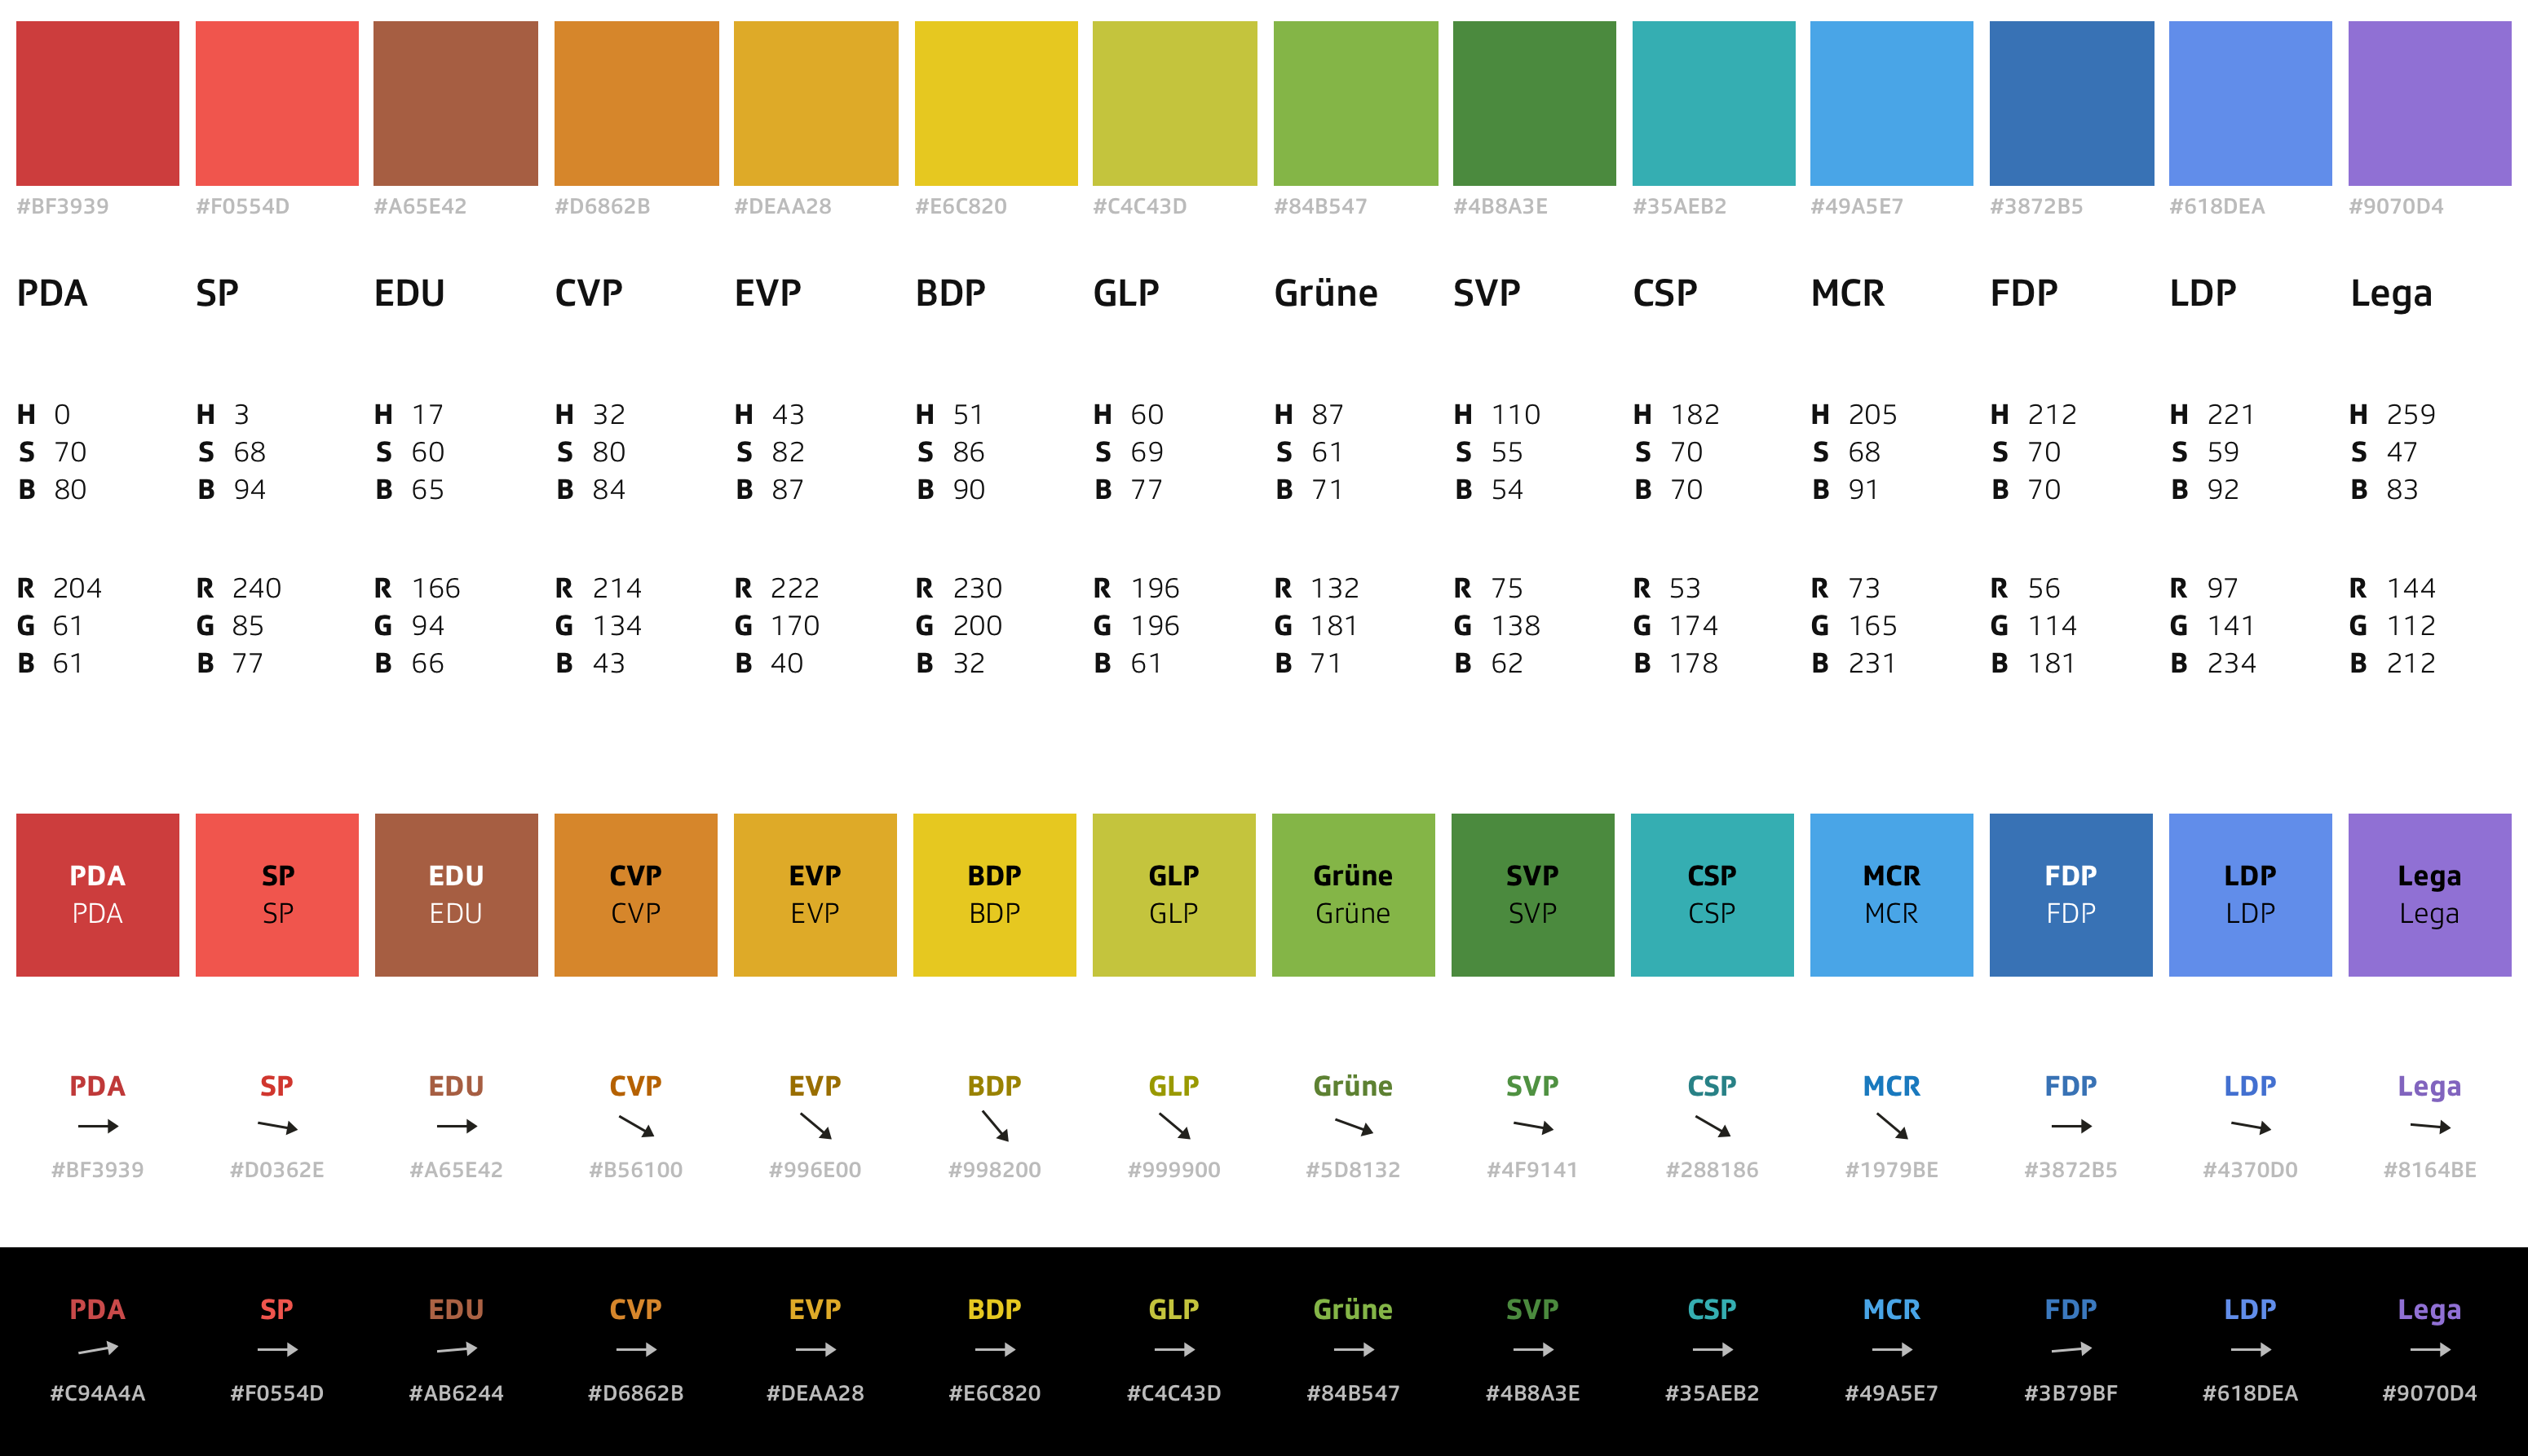 #BF3939 #F0554D #A65E42 #D6862B #DEAA28 #E6C820 #C4C43D #84B547 #4B8A3E #35AEB2 #49A5E7 #3872B5 #618DEA #9070D4
PDA SP EDU CVP EVP BDP GLP Grüne SVP CSP MCR FDP LDP Lega
H 0 H 3 H 17 H 32 H 43 H 51 H 60 H 87 H 110 H 182 H 205 H 212 H 221 H 259
S 70 S 68 S 60 S 80 S 82 S 86 S 69 S 61 S 55 S 70 S 68 S 70 S 59 S 47
B 80 B 94 B 65 B 84 B 87 B 90 B 77 B 71 B 54 B 70 B 91 B 70 B 92 B 83
R 204 R 240 R 166 R 214 R 222 R 230 R 196 R 132 R 75 R 53 R 73 R 56 R 97 R 144
G 61 G 85 G 94 G 134 G 170 G 200 G 196 G 181 G 138 G 174 G 165 G 114 G 141 G 112
B 61 B 77 B 66 B 43 B 40 B 32 B 61 B 71 B 62 B 178 B 231 B 181 B 234 B 212
PDA SP EDU CVP EVP BDP GLP Grüne SVP CSP MCR FDP LDP Lega
PDA SP EDU CVP EVP BDP GLP Grüne SVP CSP MCR FDP LDP Lega
PDA SP EDU CVP EVP BDP GLP Grüne SVP CSP MCR FDP LDP Lega
#BF3939 #D0362E #A65E42 #B56100 #996E00 #998200 #999900 #5D8132 #4F9141 #288186 #1979BE #3872B5 #4370D0 #8164BE
PDA SP EDU CVP EVP BDP GLP Grüne SVP CSP MCR FDP LDP Lega
#C94A4A #F0554D #AB6244 #D6862B #DEAA28 #E6C820 #C4C43D #84B547 #4B8A3E #35AEB2 #49A5E7 #3B79BF #618DEA #9070D4